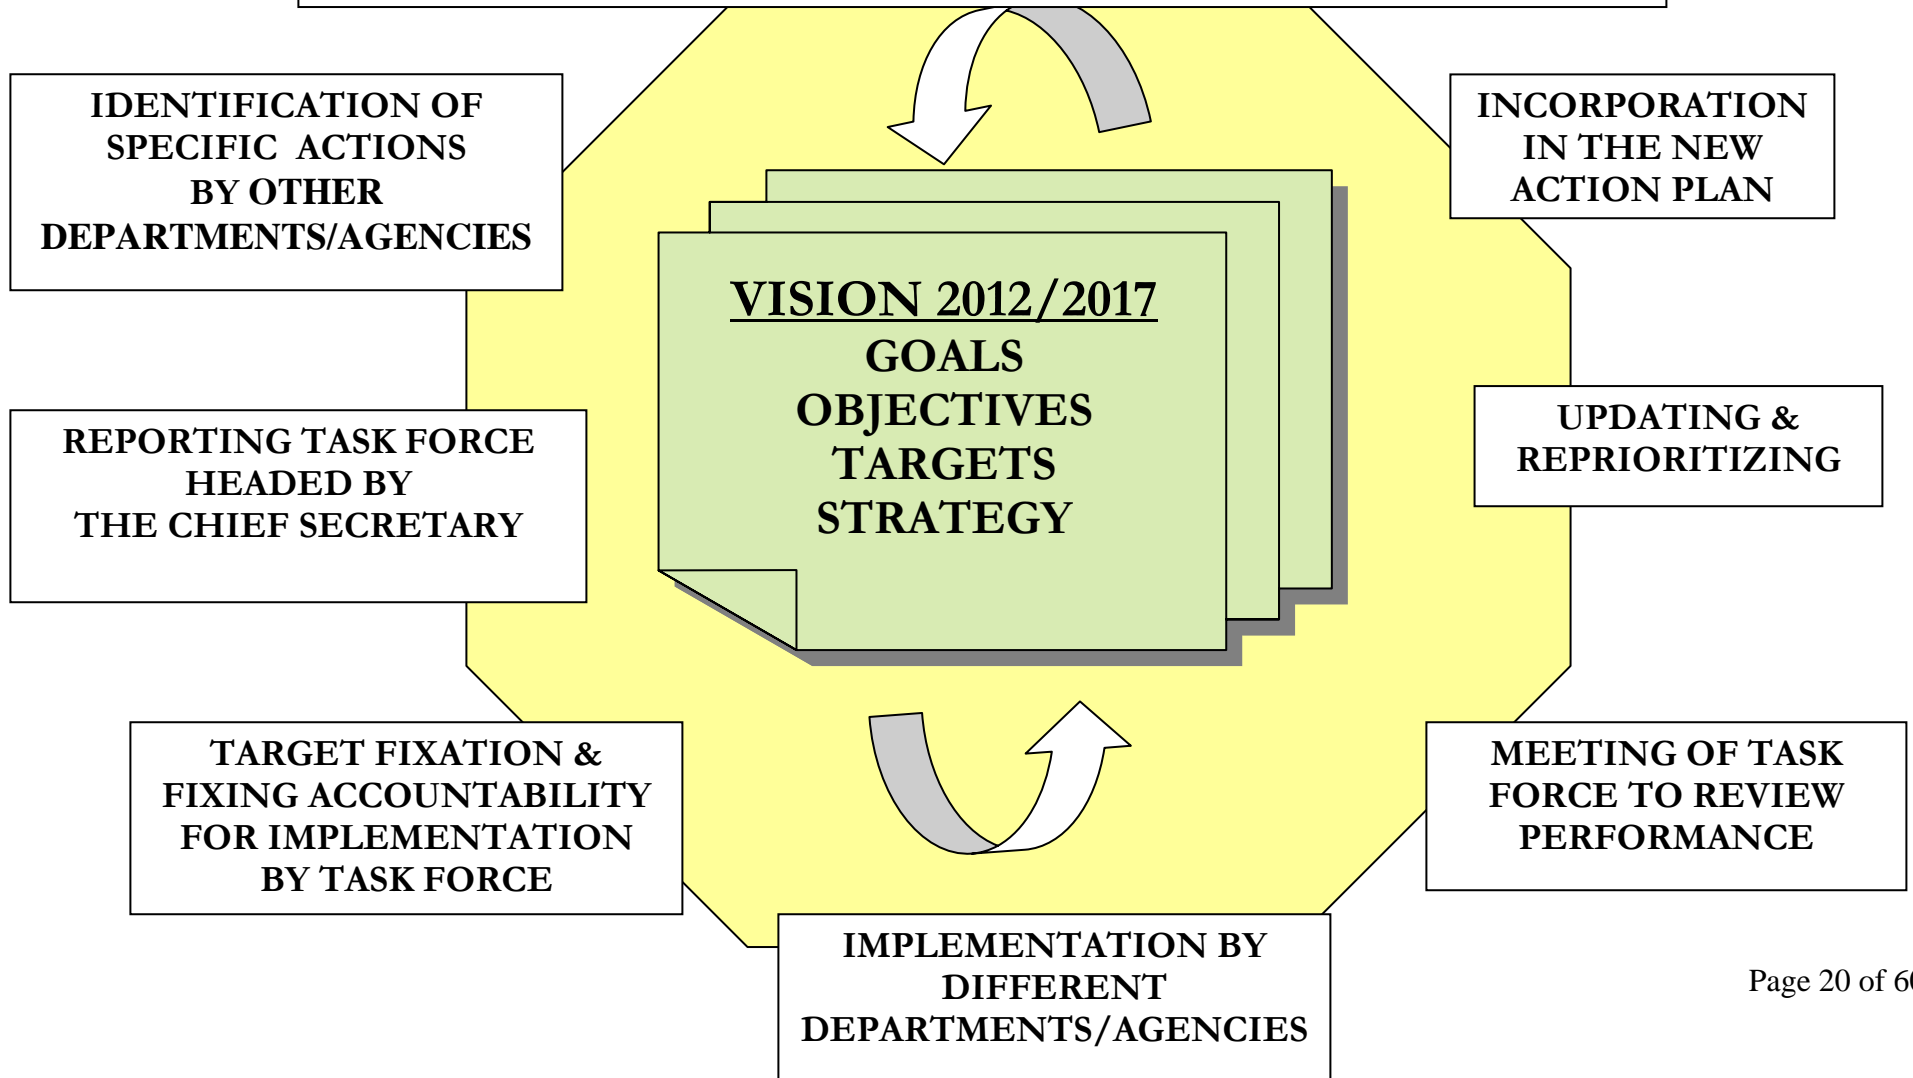 IDENTIFICATION OF
SPECIFIC ACTIONS
BY OTHER
DEPARTMENTS/AGENCIES
INCORPORATION
IN THE NEW
ACTION PLAN
VISION 2012/2017
GOALS
OBJECTIVES
TARGETS
STRATEGY
REPORTING TASK FORCE
HEADED BY
THE CHIEF SECRETARY
UPDATING &
REPRIORITIZING
TARGET FIXATION &
FIXING ACCOUNTABILITY
FOR IMPLEMENTATION
BY TASK FORCE
MEETING OF TASK
FORCE TO REVIEW
PERFORMANCE
IMPLEMENTATION BY
DIFFERENT
DEPARTMENTS/AGENCIES
Page 20 of 60